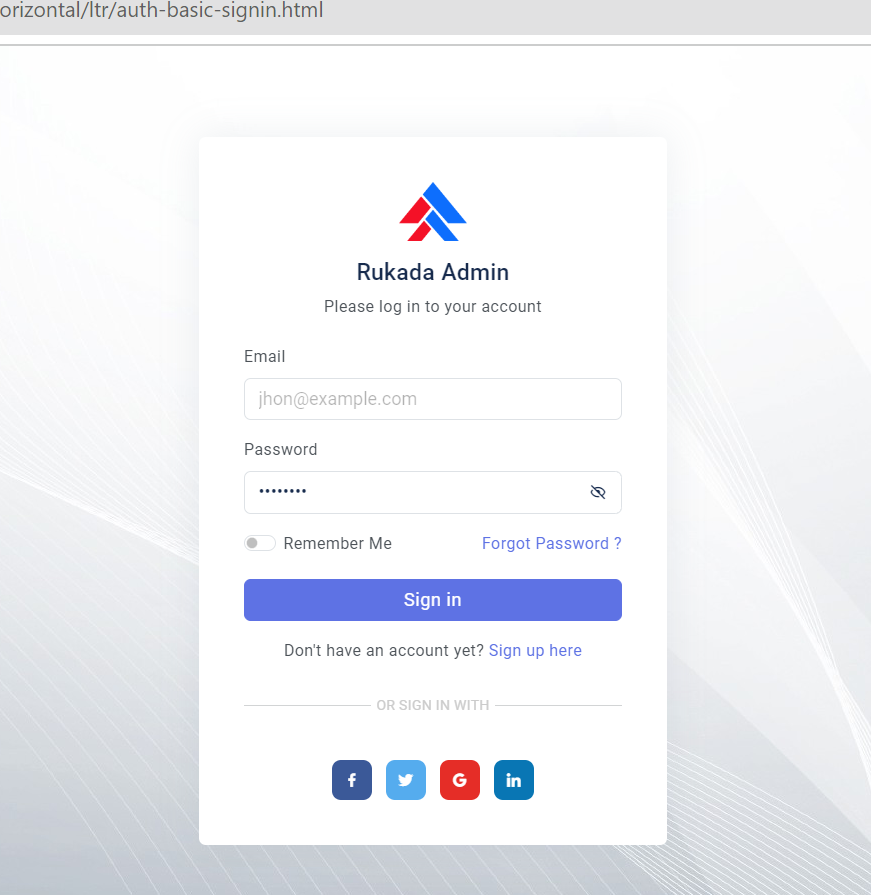 orizontal/ltr/auth-basic-signin.html
Rukada Admin
Please log in to your account
Email
jhon@example.com
Password
••••••••
Remember Me Forgot Password ?
Sign in
Don't have an account yet? Sign up here
OR SIGN IN WITH
f G in